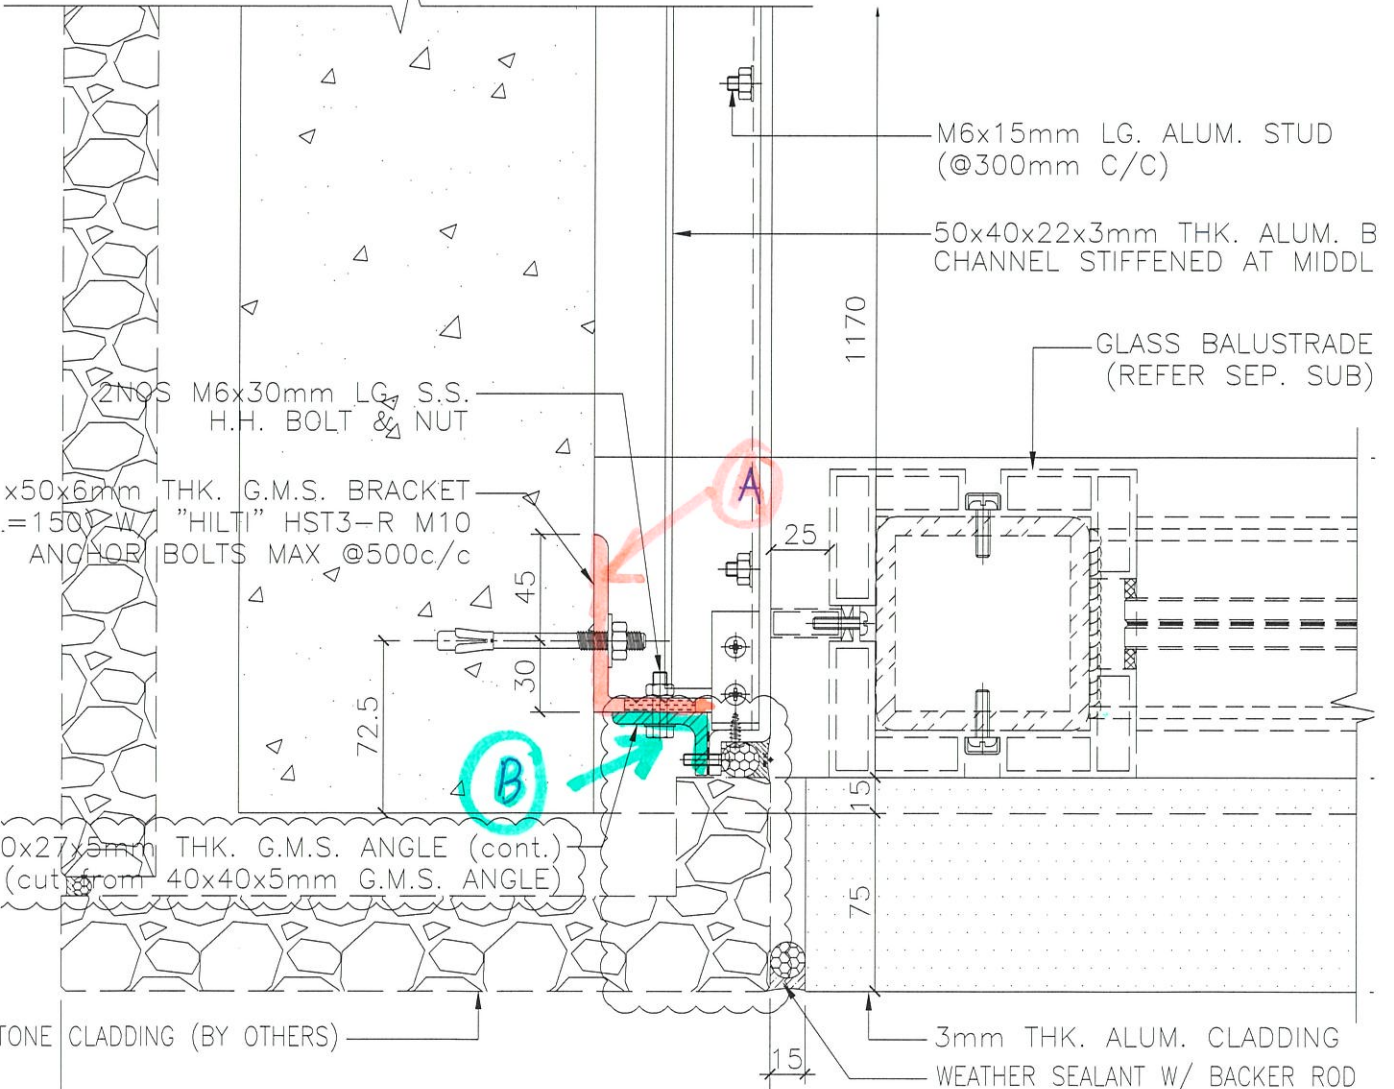 M6x15mm LG. ALUM. STUD
(@300mm C/C)
50x40x22x3mm THK. ALUM. B
CHANNEL STIFFENED AT MIDDL
1170
GLASS BALUSTRADE
(REFER SEP. SUB)
2NOS M6x30mm LG. S.S.
H.H. BOLT & NUT
A
x50x6mm THK. G.M.S. BRACKET
.=150) W/ "HILTI" HST3-R M10
ANCHOR BOLTS MAX @500c/c
25
45
30
72.5
B
15
0x27x5mm THK. G.M.S. ANGLE (cont.)
(cut from 40x40x5mm G.M.S. ANGLE)
75
TONE CLADDING (BY OTHERS)
3mm THK. ALUM. CLADDING
15
WEATHER SEALANT W/ BACKER ROD